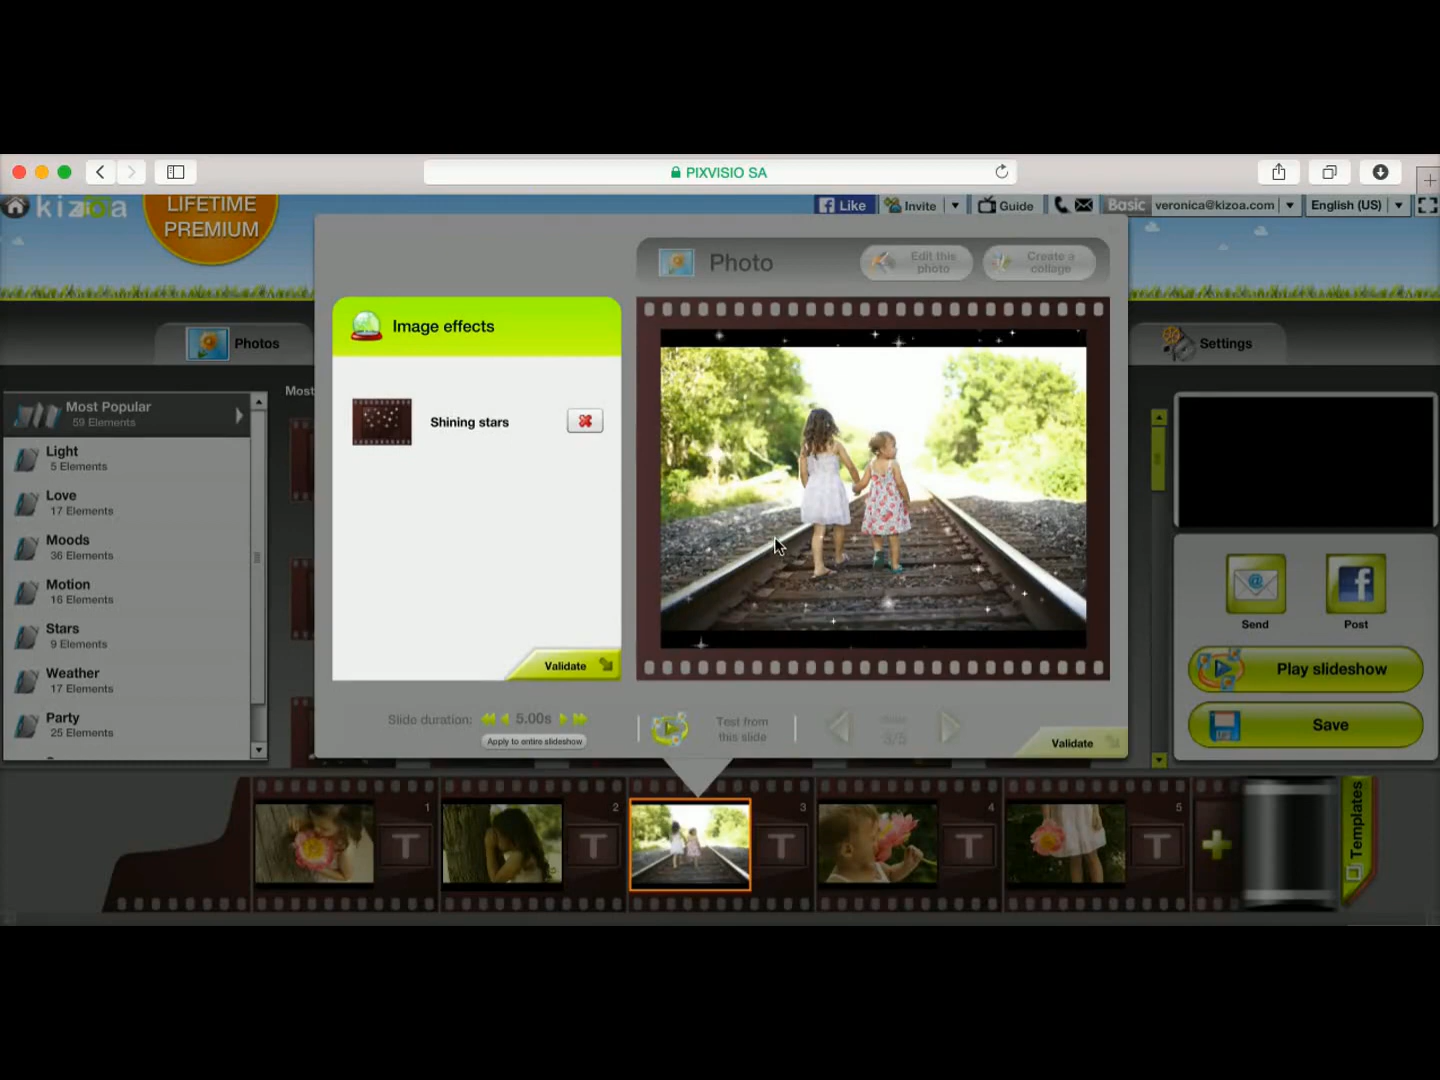 PIXVISIO SA
kizoa
LIFETIME
PREMIUM
Like
Invite
Guide
Basic
veronica@kizoa.com
English (US)
Photo
Edit this
photo
Create a
collage
Image effects
Shining stars
Validate
Photos
Settings
Most Popular
59 Elements
Light
5 Elements
Love
17 Elements
Moods
36 Elements
Motion
16 Elements
Stars
9 Elements
Weather
17 Elements
Party
25 Elements
Most
Send
Post
Play slideshow
Save
Slide duration:
5.00s
Apply to entire slideshow
Test from
this slide
3/5
Validate
1
2
3
4
5
T
T
T
T
T
Templates